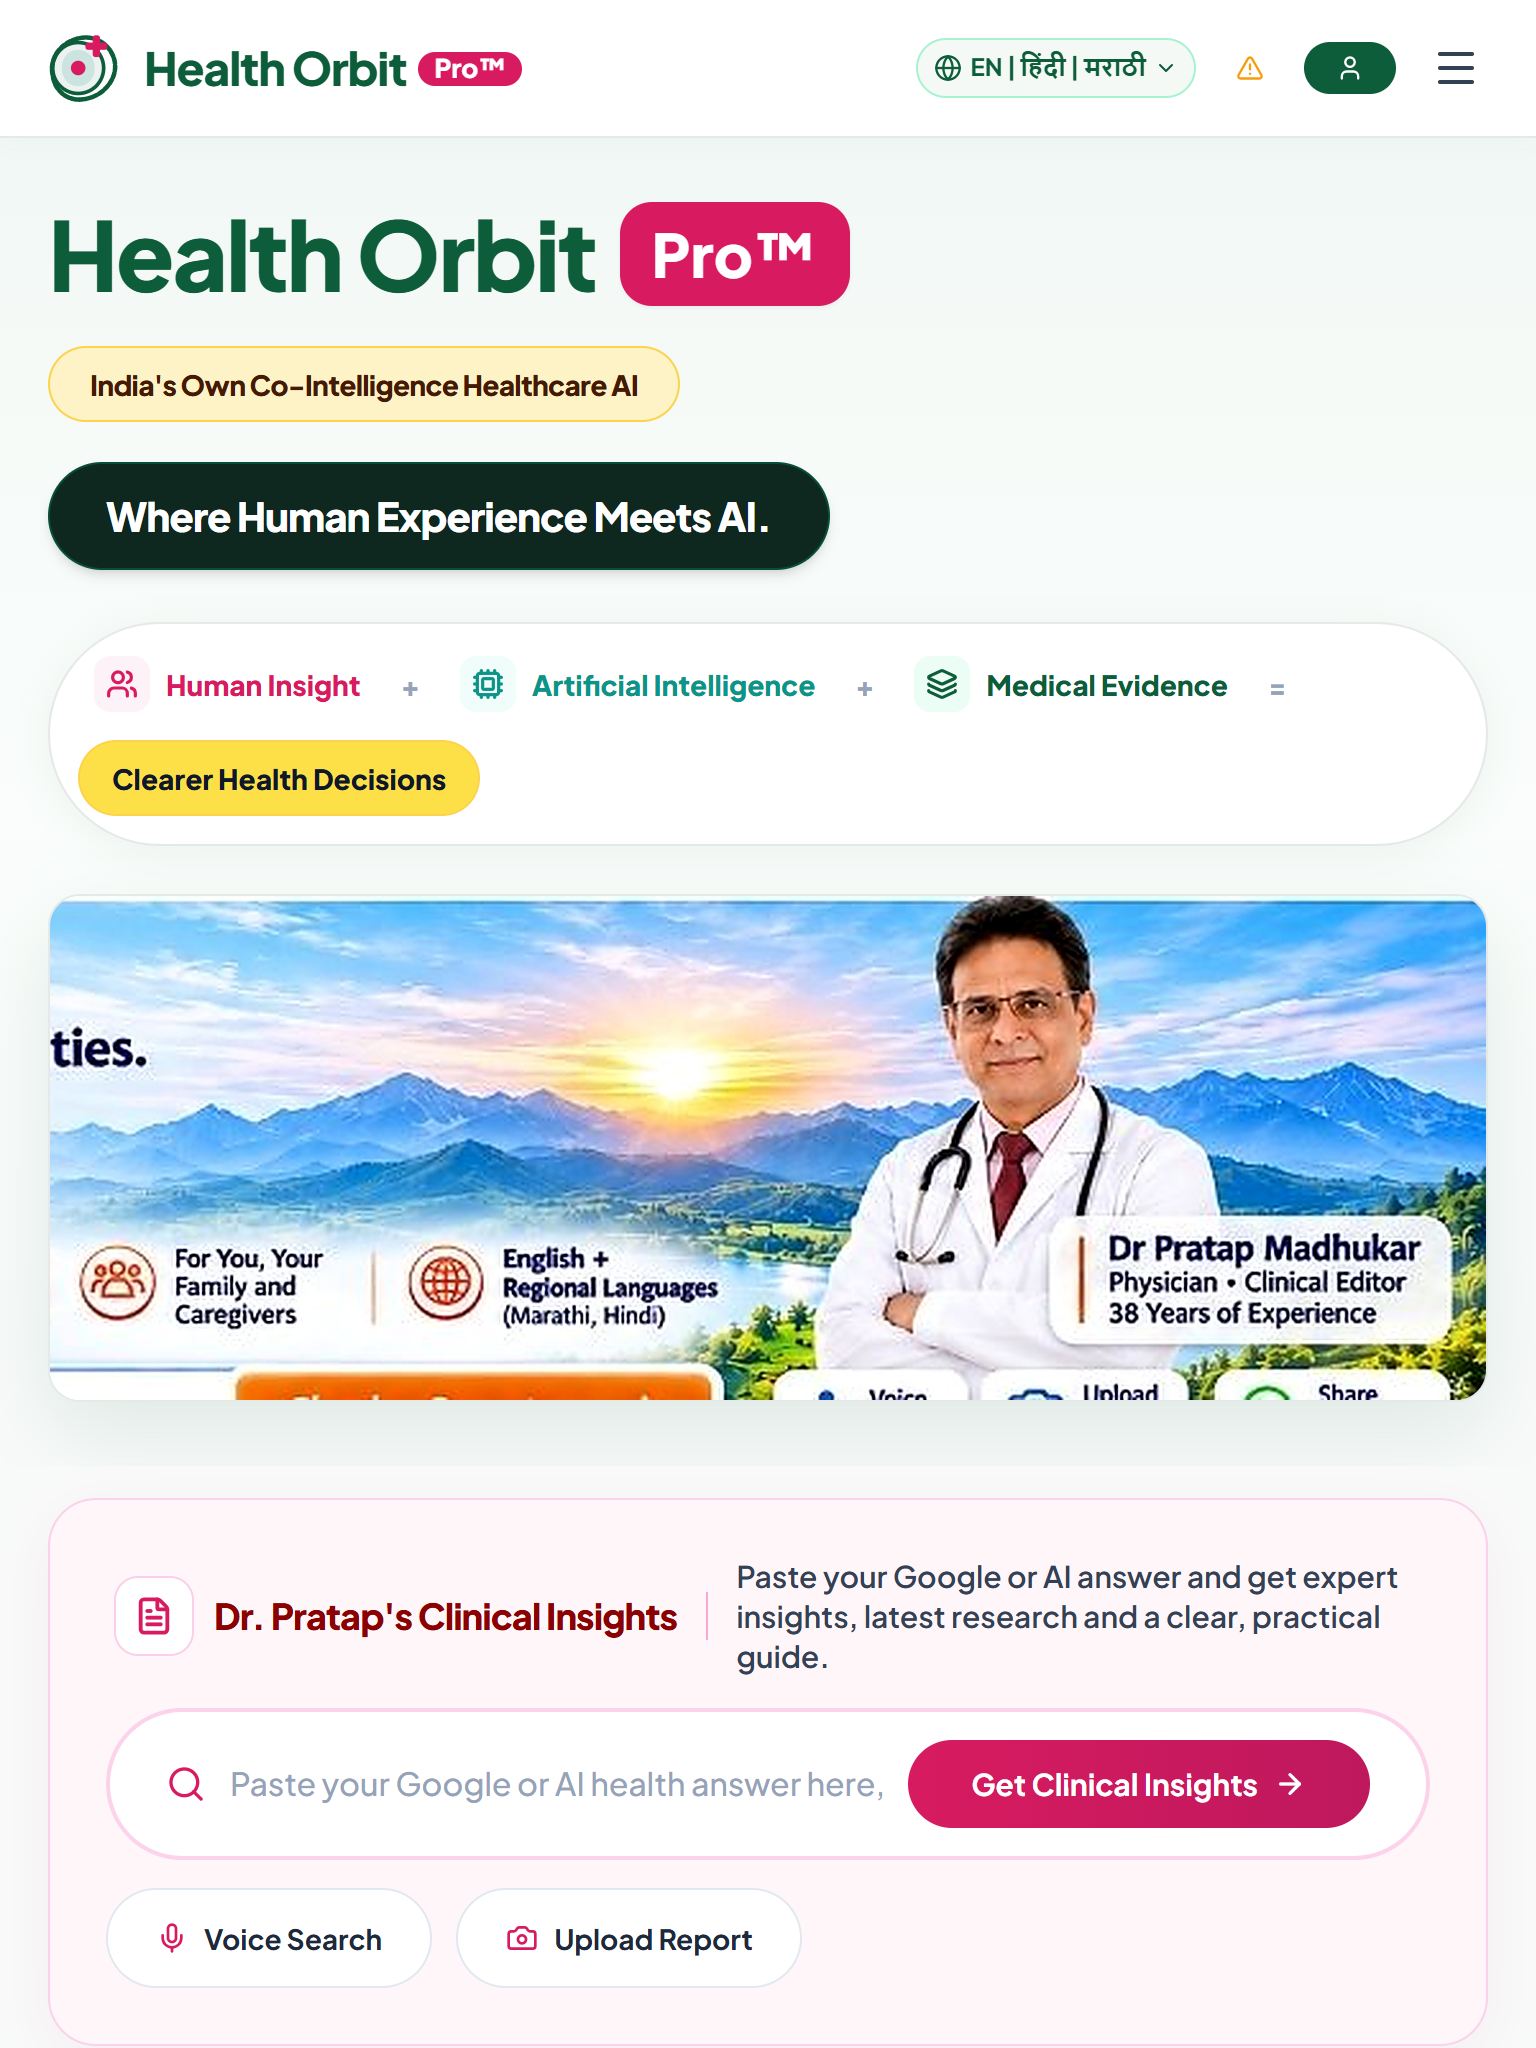 Health Orbit Pro™
EN | हिंदी | मराठी
Health Orbit Pro™
India's Own Co-Intelligence Healthcare AI
Where Human Experience Meets AI.
Human Insight + Artificial Intelligence + Medical Evidence =
Clearer Health Decisions
ties.
For You, Your
Family and
Caregivers
English +
Regional Languages
(Marathi, Hindi)
Dr Pratap Madhukar
Physician • Clinical Editor
38 Years of Experience
Voice
Upload
Share
Dr. Pratap's Clinical Insights
Paste your Google or AI answer and get expert
insights, latest research and a clear, practical
guide.
Paste your Google or AI health answer here,
Get Clinical Insights →
Voice Search
Upload Report